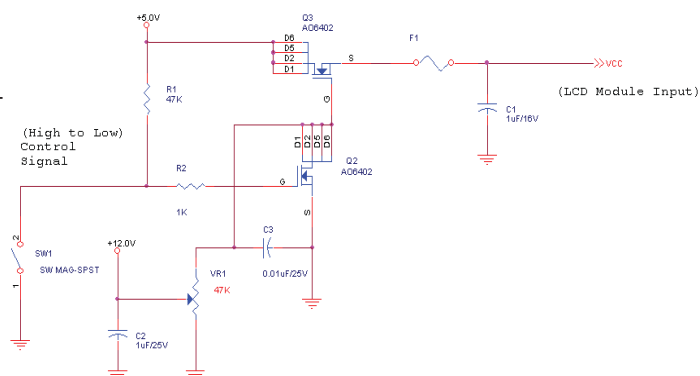 +5.0V
Q3
AO6402
D6
D5
D2
D1
S
G
F1
VCC
(LCD Module Input)
R1
47K
C1
1uF/16V
(High to Low)
Control
Signal
D1
D2
D5
D6
Q2
AO6402
R2
1K
G
S
+12.0V
C3
0.01uF/25V
2
SW1
SW MAG-SPST
1
VR1
47K
C2
1uF/25V